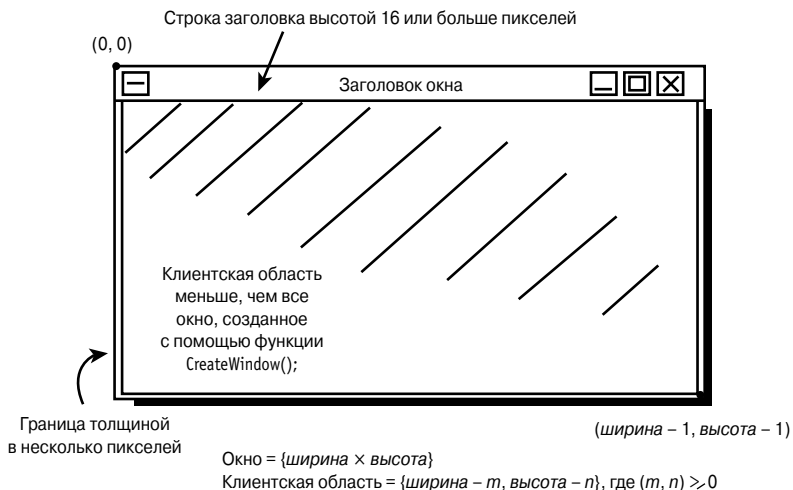 Строка заголовка высотой 16 или больше пикселей
(0, 0)
Заголовок окна
Клиентская область
меньше, чем все
окно, созданное
с помощью функции
CreateWindow();
Граница толщиной
в несколько пикселей
(ширина – 1, высота – 1)
Окно = {ширина × высота}
Клиентская область = {ширина – m, высота – n}, где (m, n) ⩾ 0